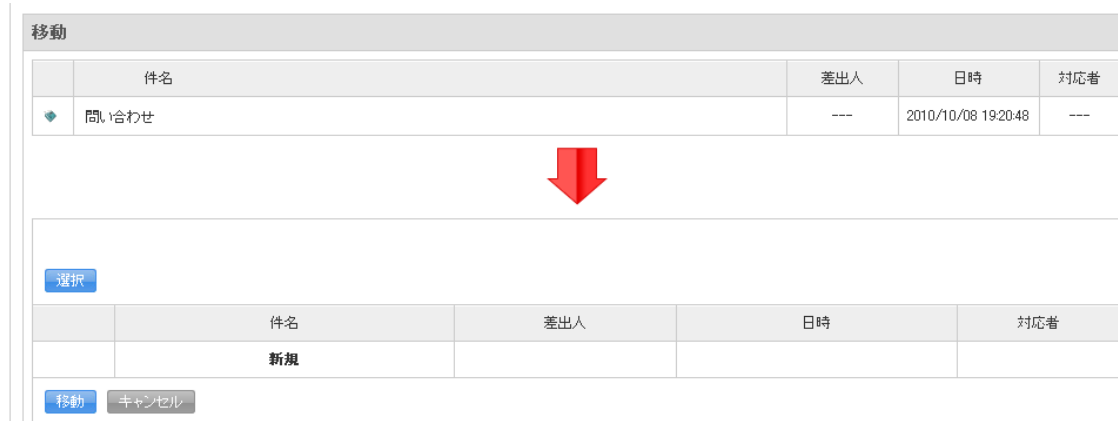 移動
件名 差出人 日時 対応者
問い合わせ --- 2010/10/08 19:20:48 ---
選択
件名 差出人 日時 対応者
新規
移動 キャンセル